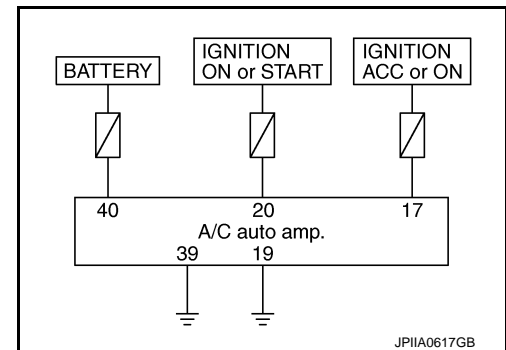 BATTERY
IGNITION
ON or START
IGNITION
ACC or ON
40 20 17
A/C auto amp.
39 19
JPIIA0617GB